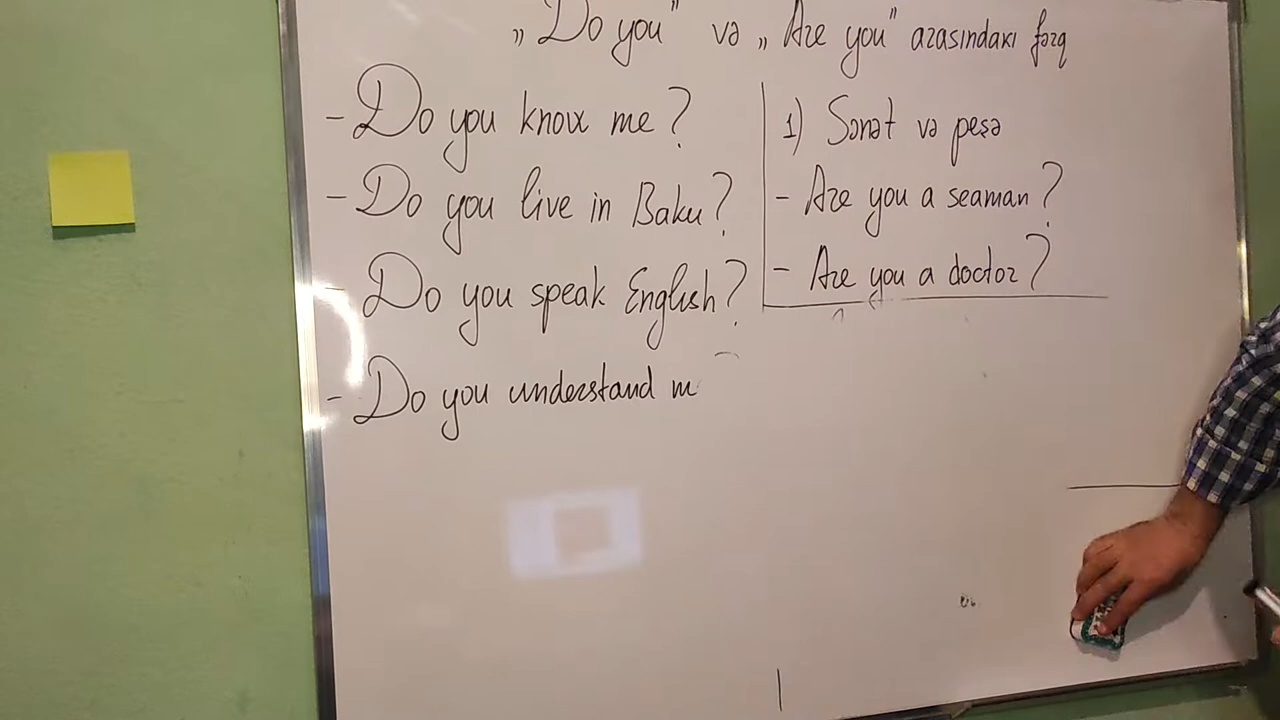 „Do you" və „Are you" arasındakı fərq
- Do you know me?
- Do you live in Baku?
- Do you speak English?
- Do you understand m
1) Sənət və peşə
- Are you a seaman?
- Are you a doctor?